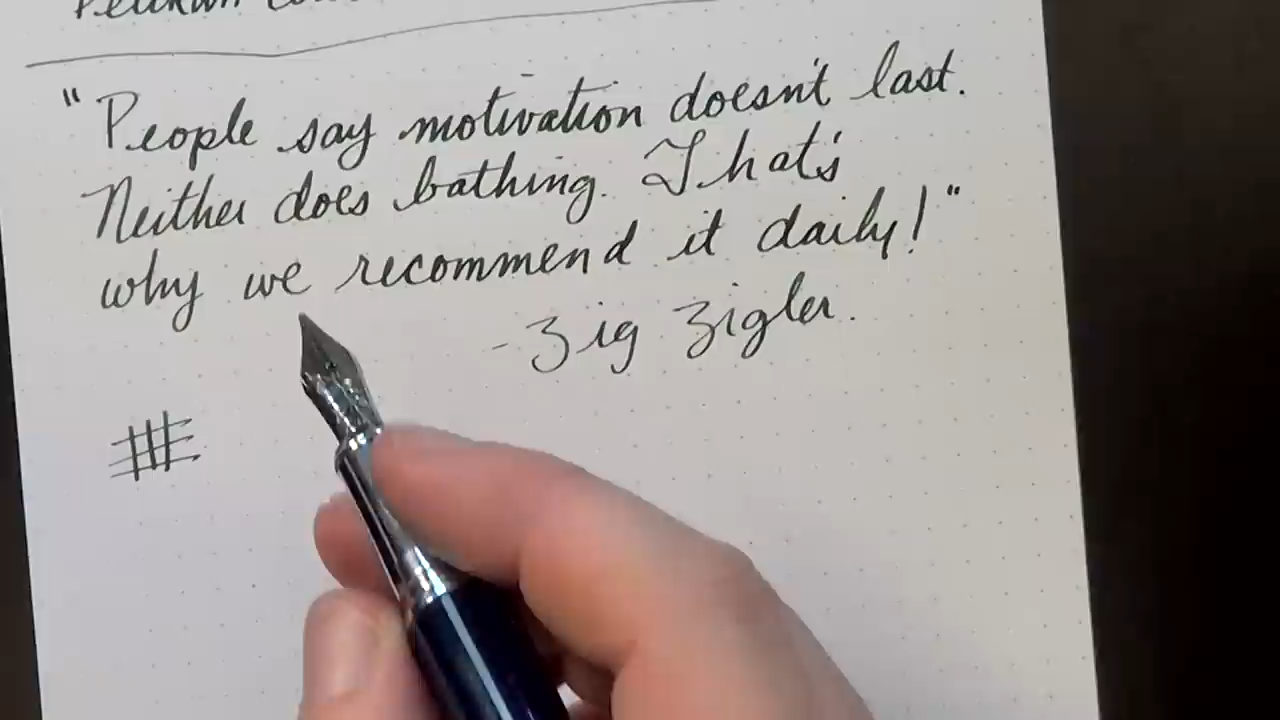 "People say motivation doesn't last.
Neither does bathing. That's
why we recommend it daily!"
- Zig Zigler.